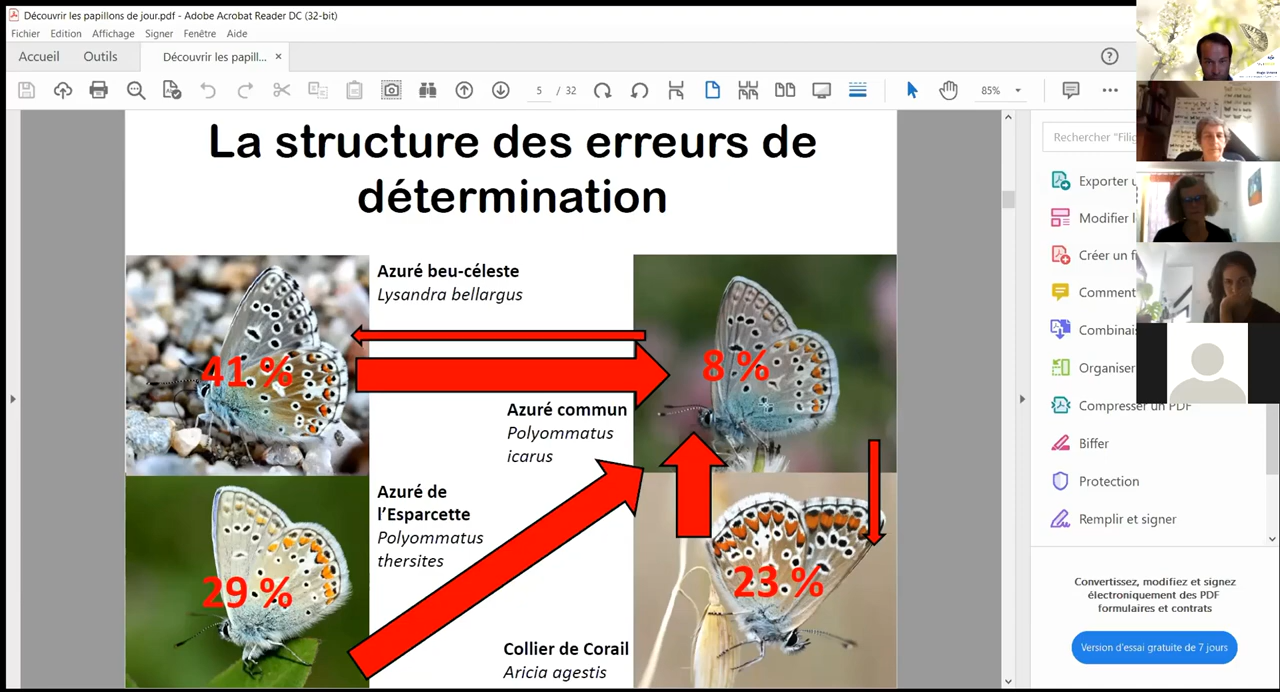 Découvrir les papillons de jour.pdf - Adobe Acrobat Reader DC (32-bit)
Fichier Edition Affichage Signer Fenêtre Aide
Accueil Outils Découvrir les papill... ×
5 / 32 85%
La structure des erreurs de
détermination
Azuré beu-céleste
Lysandra bellargus
41 %
8 %
Azuré commun
Polyommatus
icarus
Azuré de
l'Esparcette
Polyommatus
thersites
29 %
23 %
Collier de Corail
Aricia agestis
Rechercher "Filig
Exporter
Modifier
Créer un fi
Comment
Combinais
Organiser
Compresser un PDF
Biffer
Protection
Remplir et signer
Convertissez, modifiez et signez
électroniquement des PDF
formulaires et contrats
Version d'essai gratuite de 7 jours